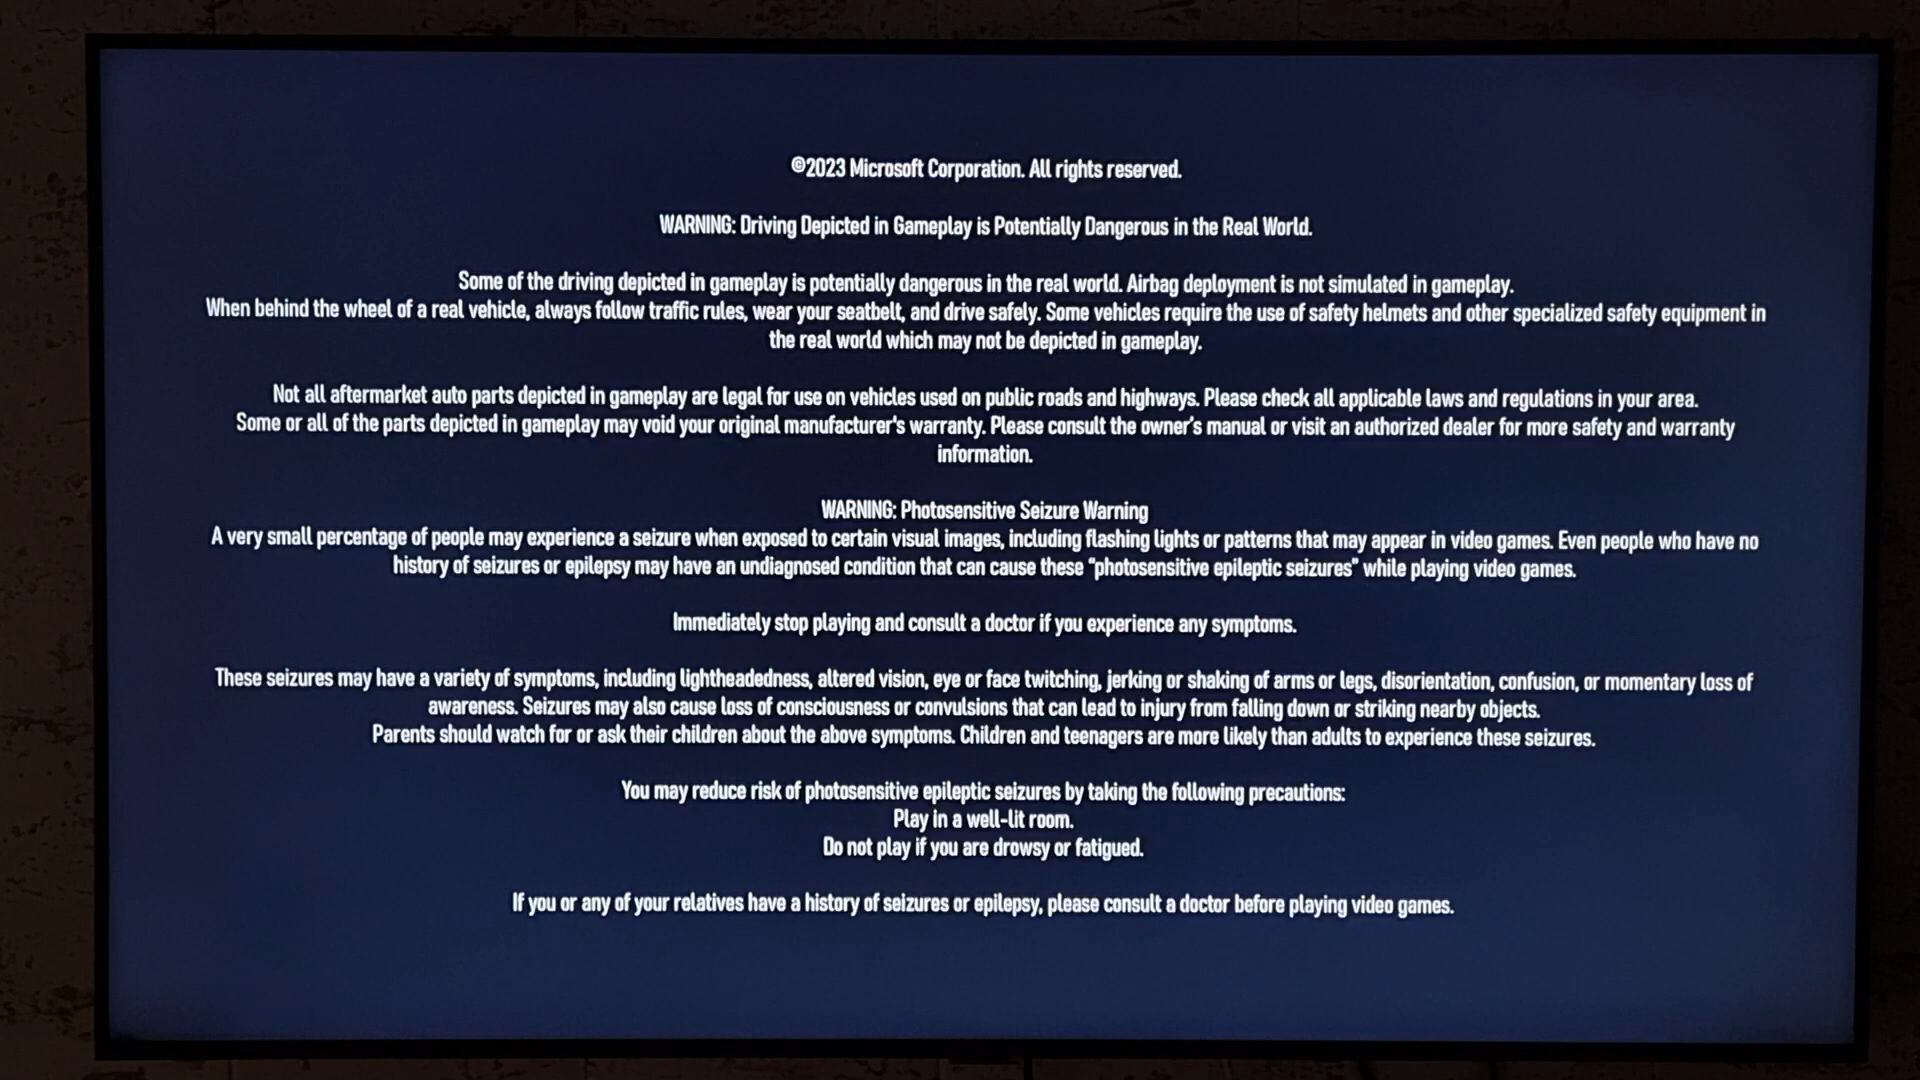 ©2023 Microsoft Corporation. All rights reserved.
WARNING: Driving Depicted in Gameplay is Potentially Dangerous in the Real World.
Some of the driving depicted in gameplay is potentially dangerous in the real world. Airbag deployment is not simulated in gameplay.
When behind the wheel of a real vehicle, always follow traffic rules, wear your seatbelt, and drive safely. Some vehicles require the use of safety helmets and other specialized safety equipment in
the real world which may not be depicted in gameplay.
Not all aftermarket auto parts depicted in gameplay are legal for use on vehicles used on public roads and highways. Please check all applicable laws and regulations in your area.
Some or all of the parts depicted in gameplay may void your original manufacturer's warranty. Please consult the owner's manual or visit an authorized dealer for more safety and warranty
information.
WARNING: Photosensitive Seizure Warning
A very small percentage of people may experience a seizure when exposed to certain visual images, including flashing lights or patterns that may appear in video games. Even people who have no
history of seizures or epilepsy may have an undiagnosed condition that can cause these "photosensitive epileptic seizures" while playing video games.
Immediately stop playing and consult a doctor if you experience any symptoms.
These seizures may have a variety of symptoms, including lightheadedness, altered vision, eye or face twitching, jerking or shaking of arms or legs, disorientation, confusion, or momentary loss of
awareness. Seizures may also cause loss of consciousness or convulsions that can lead to injury from falling down or striking nearby objects.
Parents should watch for or ask their children about the above symptoms. Children and teenagers are more likely than adults to experience these seizures.
You may reduce risk of photosensitive epileptic seizures by taking the following precautions:
Play in a well-lit room.
Do not play if you are drowsy or fatigued.
If you or any of your relatives have a history of seizures or epilepsy, please consult a doctor before playing video games.